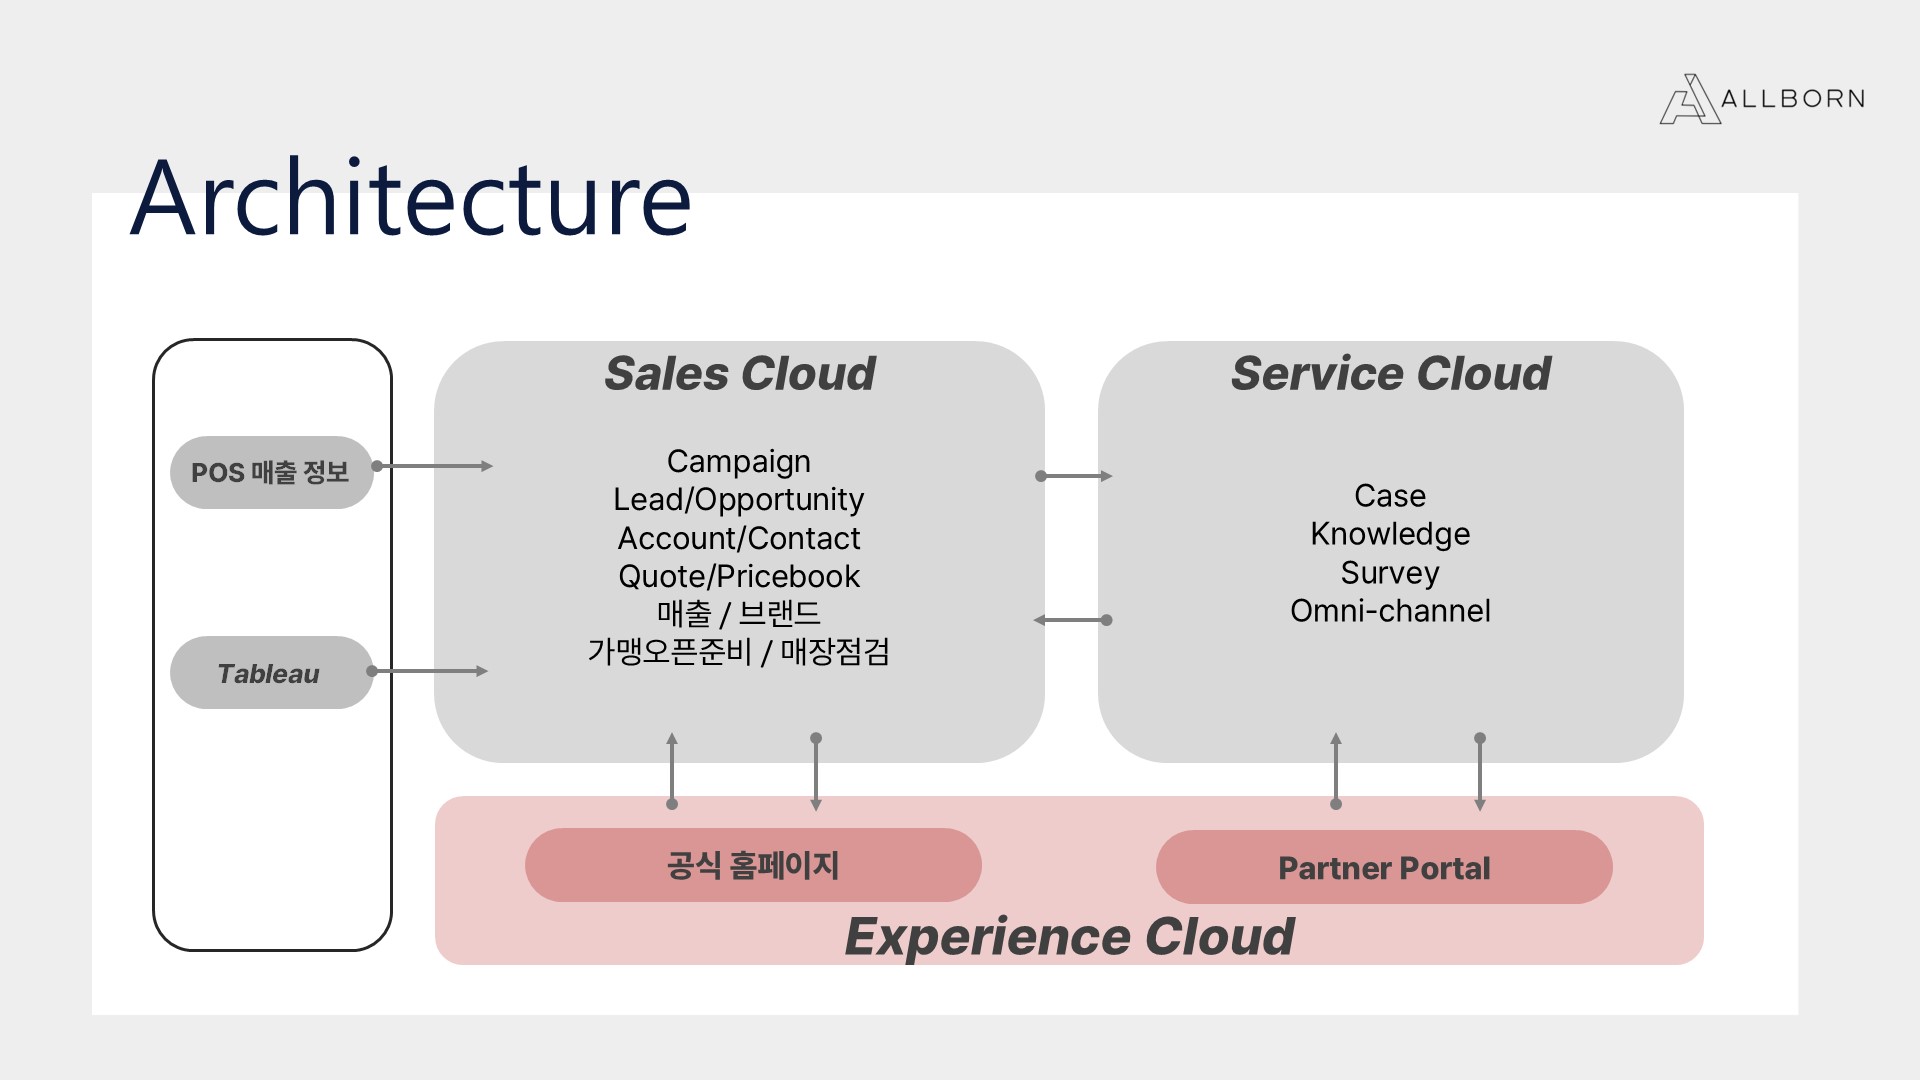 ALLBORN
Architecture
POS 매출 정보
Tableau
Sales Cloud
Campaign
Lead/Opportunity
Account/Contact
Quote/Pricebook
매출 / 브랜드
가맹오픈준비 / 매장점검
Service Cloud
Case
Knowledge
Survey
Omni-channel
공식 홈페이지
Partner Portal
Experience Cloud